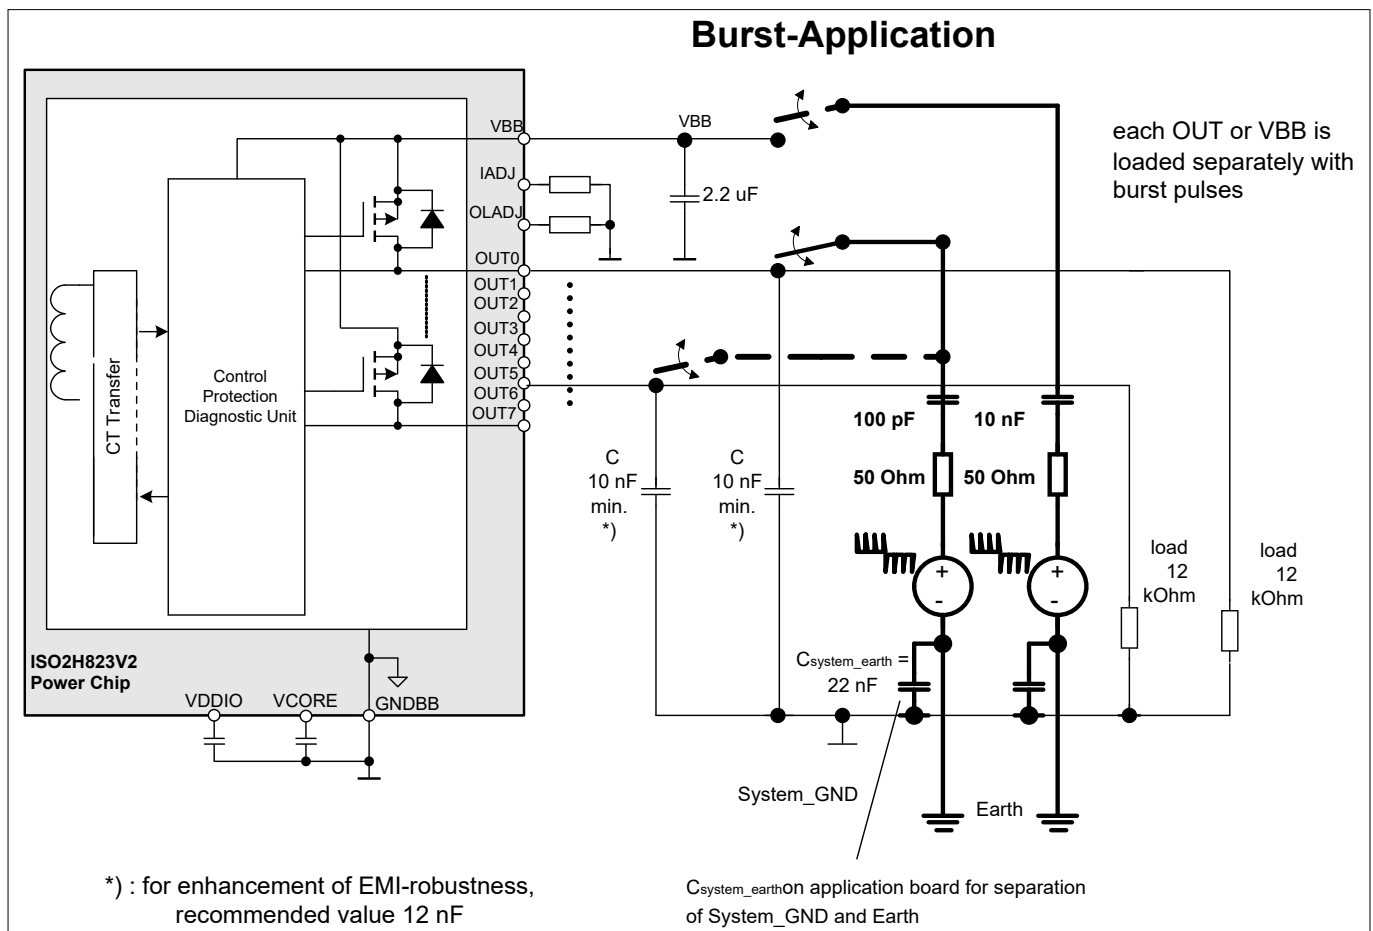 Burst-Application
each OUT or VBB is
loaded separately with
burst pulses
VBB
VBB
IADJ
2.2 uF
OLADJ
OUT0
OUT1
OUT2
OUT3
OUT4
OUT5
OUT6
OUT7
CT Transfer
Control
Protection
Diagnostic Unit
100 pF
10 nF
50 Ohm
50 Ohm
C
10 nF
min.
*)
C
10 nF
min.
*)
+
-
+
-
load
12
kOhm
load
12
kOhm
ISO2H823V2
Power Chip
VDDIO
VCORE
GNDBB
Csystem_earth =
22 nF
System_GND
Earth
*) : for enhancement of EMI-robustness,
recommended value 12 nF
Csystem_earthon application board for separation
of System_GND and Earth